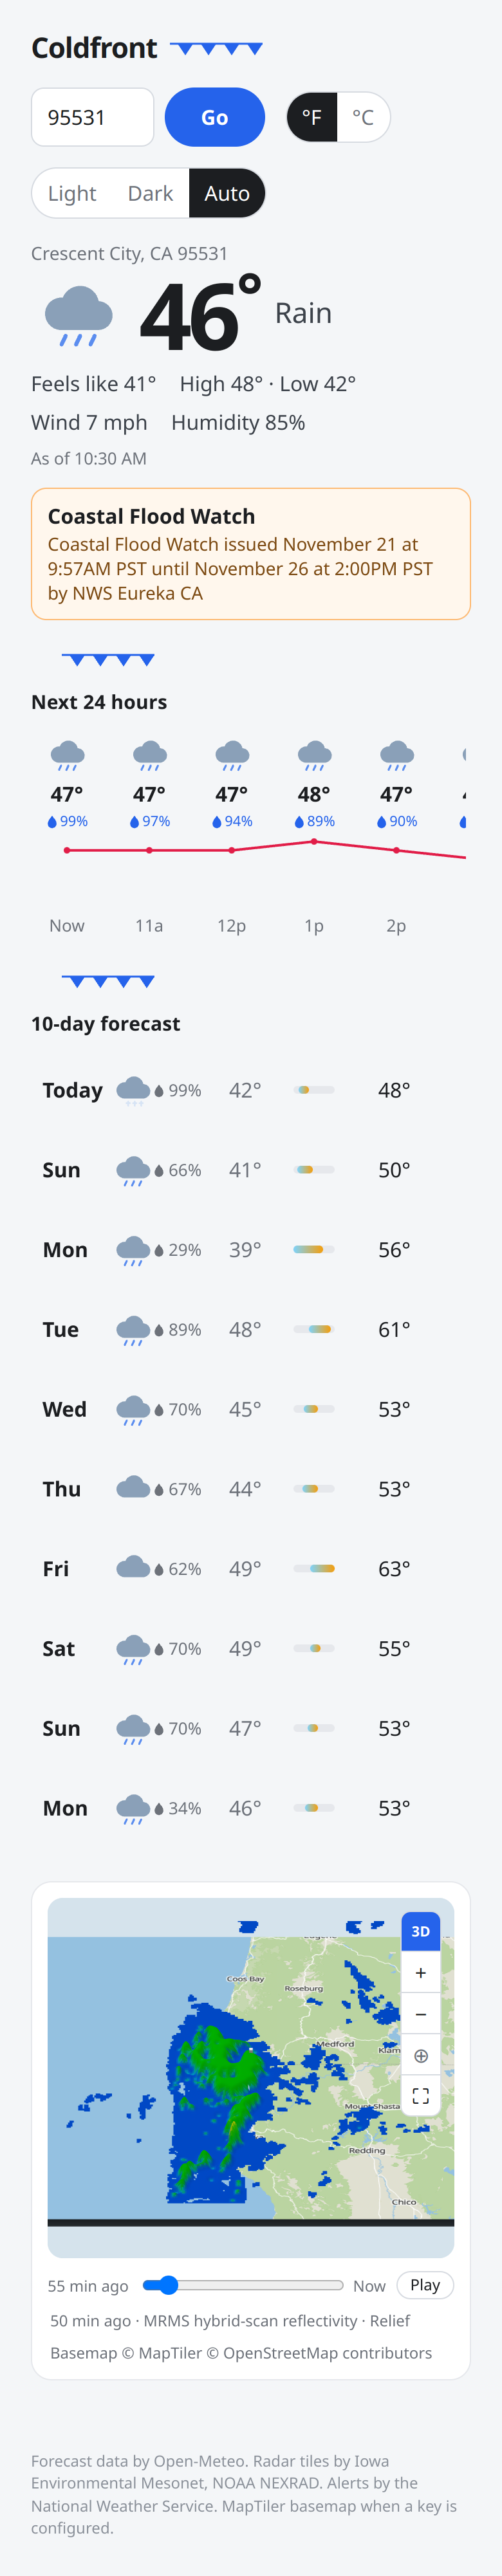 Coldfront
95531
Go
°F
°C
Light
Dark
Auto
Crescent City, CA 95531
46°
Rain
Feels like 41° High 48° · Low 42°
Wind 7 mph Humidity 85%
As of 10:30 AM
Coastal Flood Watch
Coastal Flood Watch issued November 21 at
9:57AM PST until November 26 at 2:00PM PST
by NWS Eureka CA
Next 24 hours
47° 47° 47° 48° 47°
99% 97% 94% 89% 90%
Now 11a 12p 1p 2p
10-day forecast
Today 99% 42° 48°
Sun 66% 41° 50°
Mon 29% 39° 56°
Tue 89% 48° 61°
Wed 70% 45° 53°
Thu 67% 44° 53°
Fri 62% 49° 63°
Sat 70% 49° 55°
Sun 70% 47° 53°
Mon 34% 46° 53°
3D
+
−
Coos Bay
Roseburg
Medford
Klam
Mount Shasta
Redding
Chico
55 min ago
Now
Play
50 min ago · MRMS hybrid-scan reflectivity · Relief
Basemap © MapTiler © OpenStreetMap contributors
Forecast data by Open-Meteo. Radar tiles by Iowa
Environmental Mesonet, NOAA NEXRAD. Alerts by the
National Weather Service. MapTiler basemap when a key is
configured.